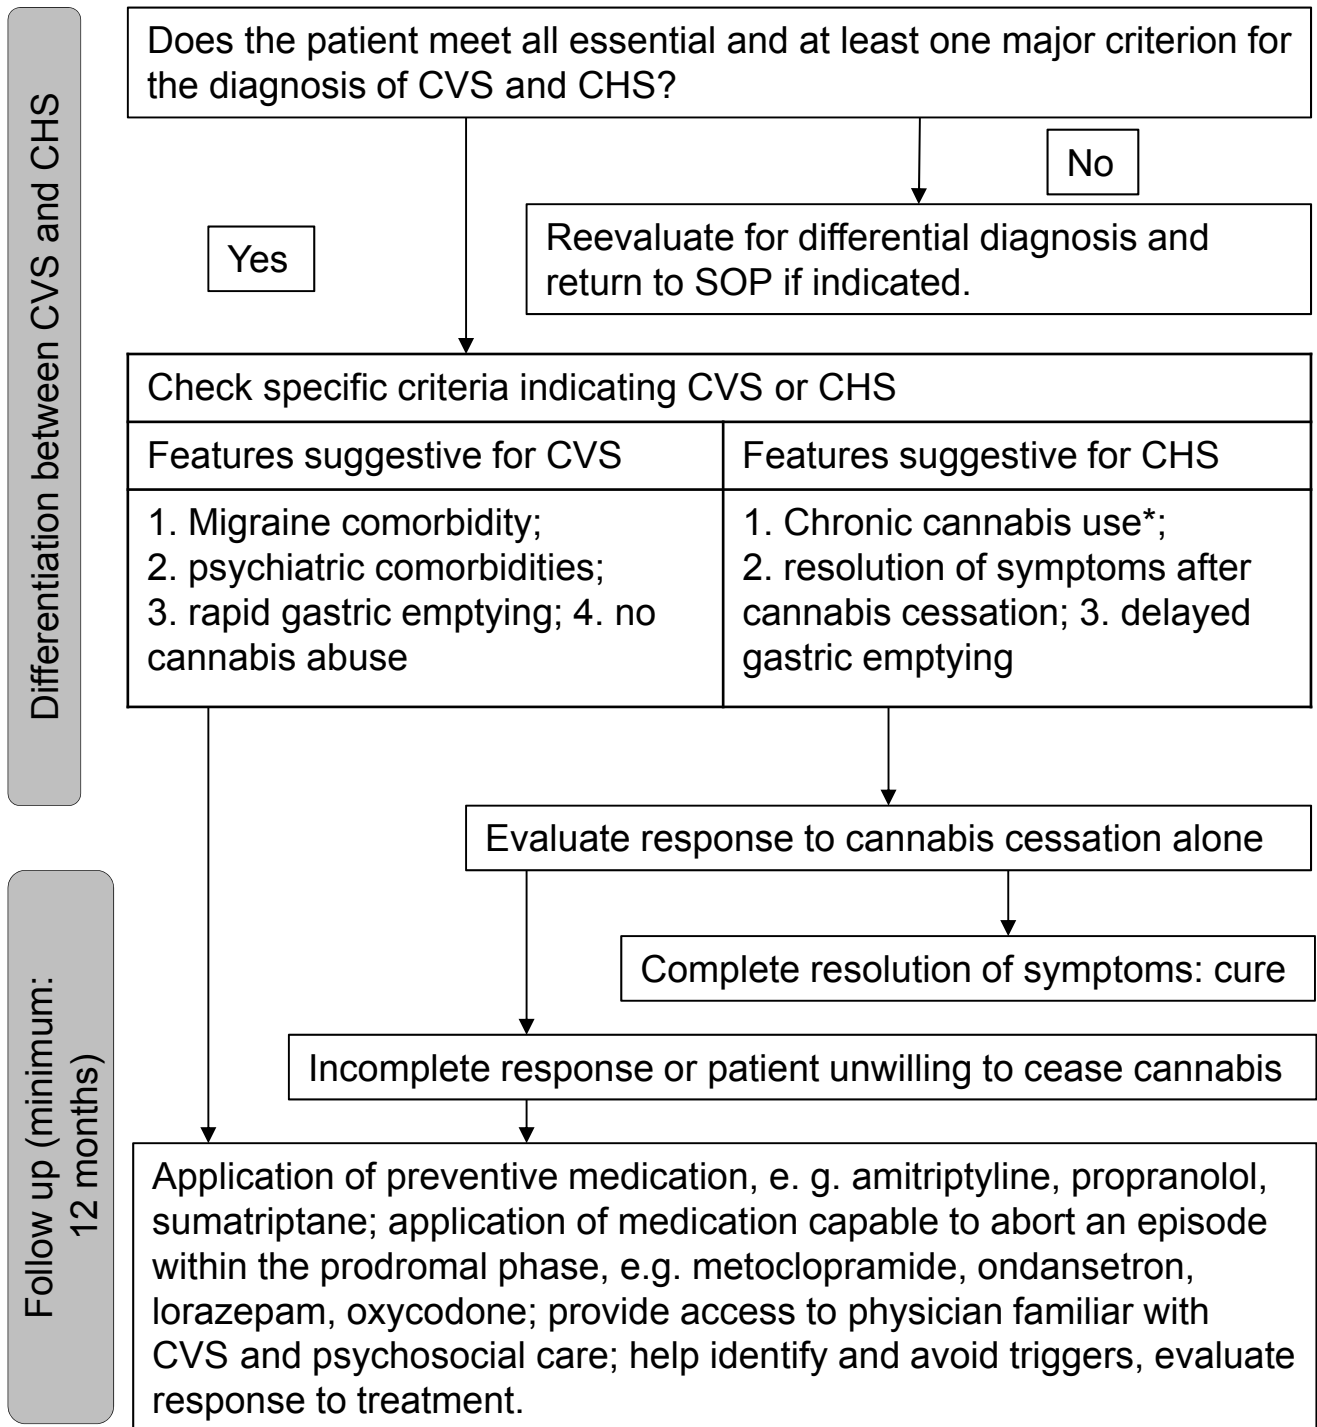 Differentiation between CVS and CHS
Does the patient meet all essential and at least one major criterion for
the diagnosis of CVS and CHS?
No
Yes
Reevaluate for differential diagnosis and
return to SOP if indicated.
Check specific criteria indicating CVS or CHS
Features suggestive for CVS
1. Migraine comorbidity;
2. psychiatric comorbidities;
3. rapid gastric emptying; 4. no
cannabis abuse
Features suggestive for CHS
1. Chronic cannabis use*;
2. resolution of symptoms after
cannabis cessation; 3. delayed
gastric emptying
Evaluate response to cannabis cessation alone
Follow up (minimum:
12 months)
Complete resolution of symptoms: cure
Incomplete response or patient unwilling to cease cannabis
Application of preventive medication, e. g. amitriptyline, propranolol,
sumatriptane; application of medication capable to abort an episode
within the prodromal phase, e.g. metoclopramide, ondansetron,
lorazepam, oxycodone; provide access to physician familiar with
CVS and psychosocial care; help identify and avoid triggers, evaluate
response to treatment.